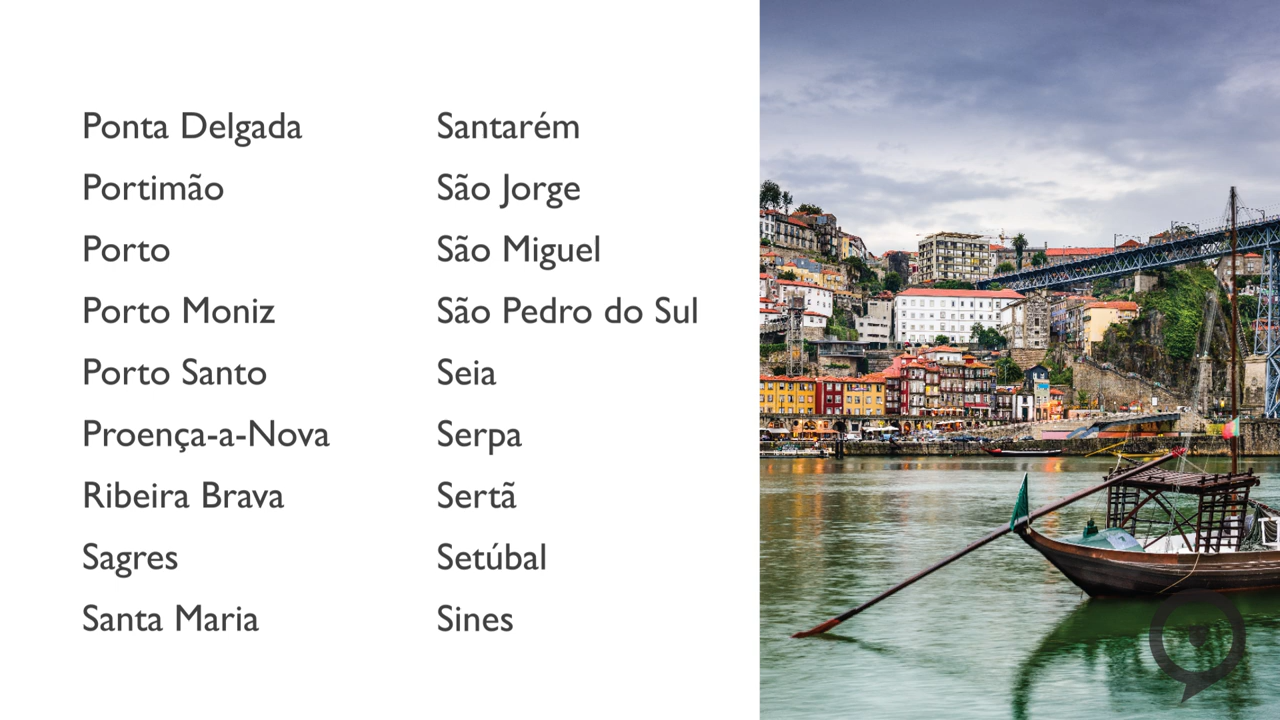 Ponta Delgada
Portimão
Porto
Porto Moniz
Porto Santo
Proença-a-Nova
Ribeira Brava
Sagres
Santa Maria
Santarém
São Jorge
São Miguel
São Pedro do Sul
Seia
Serpa
Sertã
Setúbal
Sines